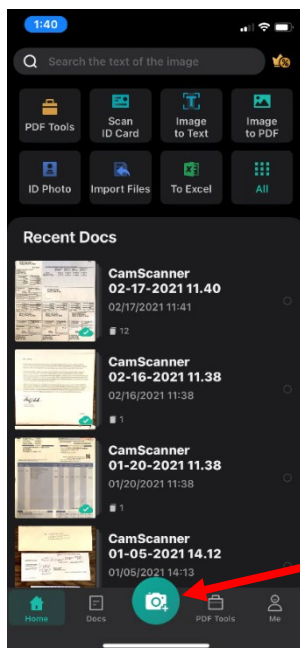 1:40
Search the text of the image
PDF Tools
Scan
ID Card
Image
to Text
Image
to PDF
ID Photo
Import Files
To Excel
All
Recent Docs
CamScanner
02-17-2021 11.40
02/17/2021 11:41
12
CamScanner
02-16-2021 11.38
02/16/2021 11:38
1
CamScanner
01-20-2021 11.38
01/20/2021 11:38
1
CamScanner
01-05-2021 14.12
01/05/2021 14:13
Home
Docs
PDF Tools
Me